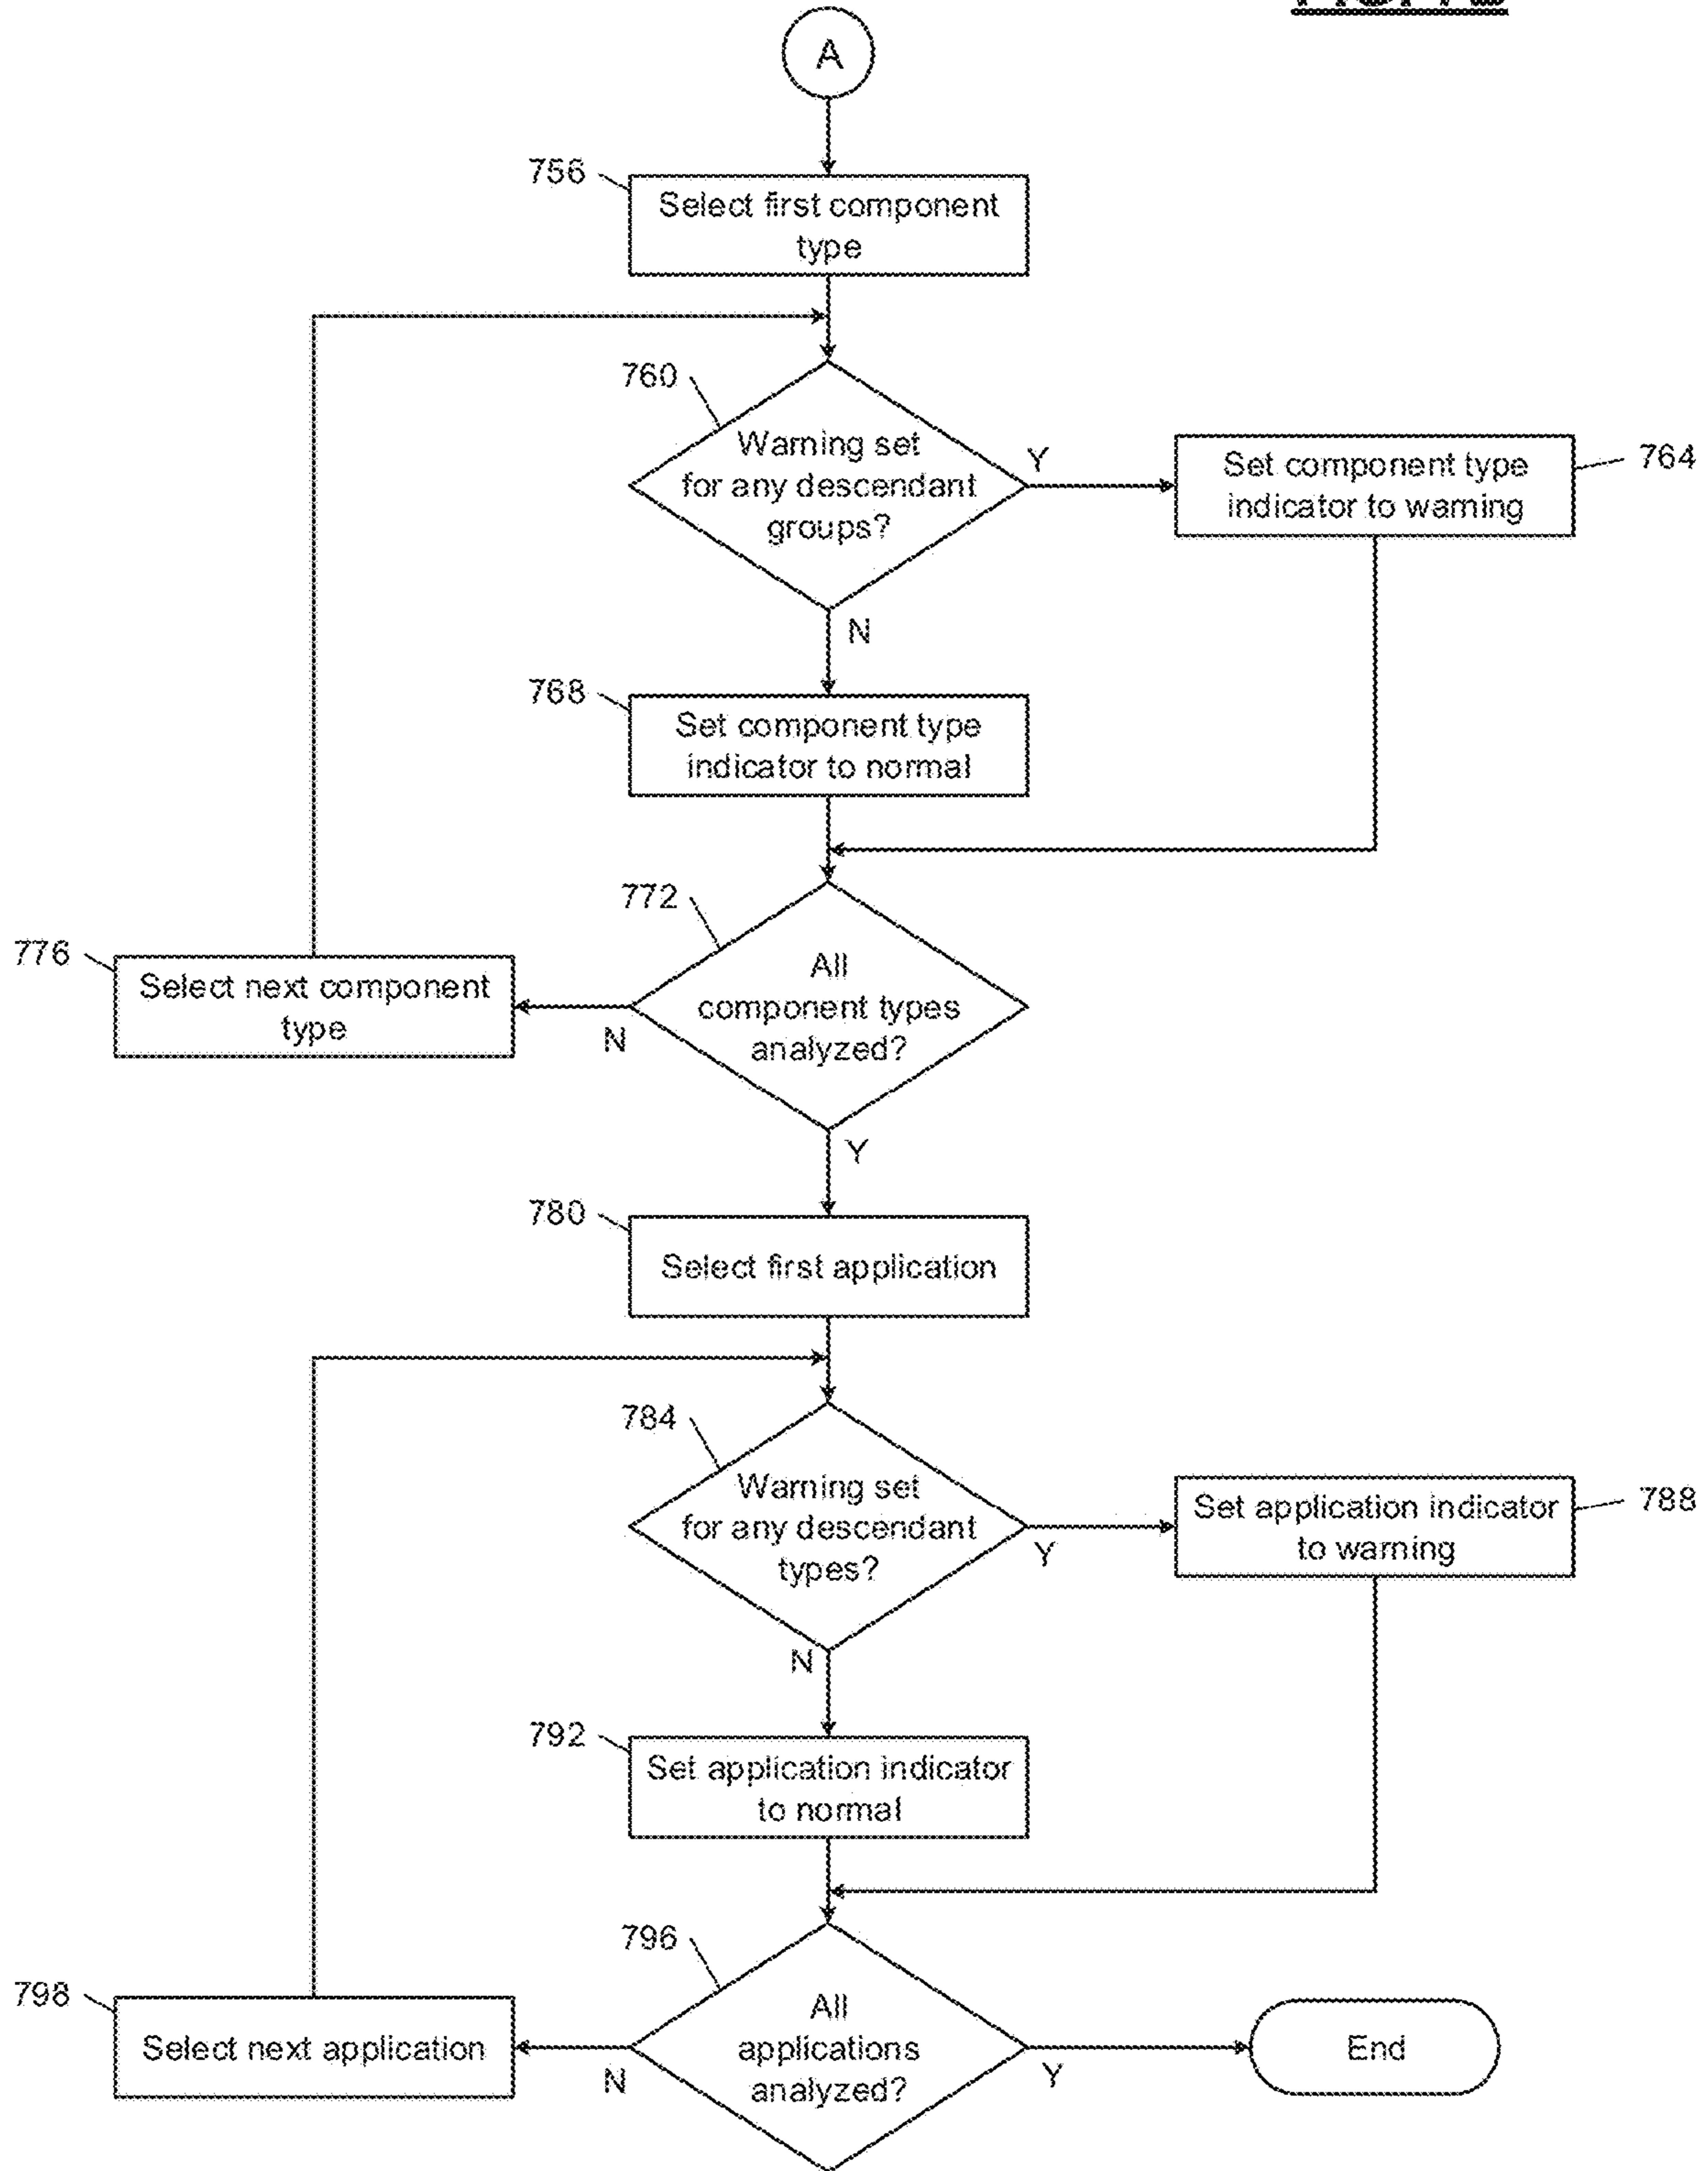 A
756
Select first component
type
760
Warning set
for any descendant
groups?
Y
Set component type
indicator to warning
764
N
768
Set component type
indicator to normal
772
All
component types
analyzed?
776
Select next component
type
N
Y
780
Select first application
784
Warning set
for any descendant
types?
Y
Set application indicator
to warning
788
N
792
Set application indicator
to normal
796
All
applications
analyzed?
798
Select next application
N
Y
End